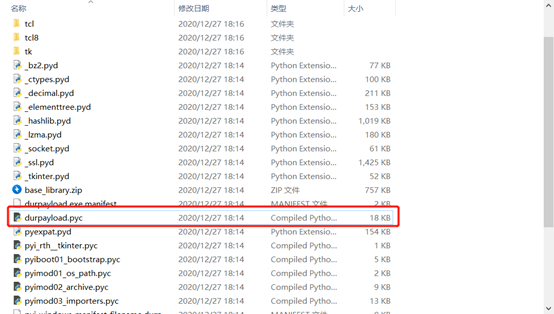 名称 修改日期 类型 大小
tcl 2020/12/27 18:16 文件夹
tcl8 2020/12/27 18:16 文件夹
tk 2020/12/27 18:16 文件夹
_bz2.pyd 2020/12/27 18:14 Python Extensio... 77 KB
_ctypes.pyd 2020/12/27 18:14 Python Extensio... 100 KB
_decimal.pyd 2020/12/27 18:14 Python Extensio... 211 KB
_elementtree.pyd 2020/12/27 18:14 Python Extensio... 153 KB
_hashlib.pyd 2020/12/27 18:14 Python Extensio... 1,019 KB
_lzma.pyd 2020/12/27 18:14 Python Extensio... 180 KB
_socket.pyd 2020/12/27 18:14 Python Extensio... 61 KB
_ssl.pyd 2020/12/27 18:14 Python Extensio... 1,425 KB
_tkinter.pyd 2020/12/27 18:14 Python Extensio... 52 KB
base_library.zip 2020/12/27 18:14 ZIP 文件 757 KB
durpayload.exe.manifest 2020/12/27 18:14 MANIFEST 文件 2 KB
durpayload.pyc 2020/12/27 18:14 Compiled Pytho... 18 KB
pyexpat.pyd 2020/12/27 18:14 Python Extensio... 154 KB
pyi_rth__tkinter.pyc 2020/12/27 18:14 Compiled Pytho... 1 KB
pyiboot01_bootstrap.pyc 2020/12/27 18:14 Compiled Pytho... 5 KB
pyimod01_os_path.pyc 2020/12/27 18:14 Compiled Pytho... 2 KB
pyimod02_archive.pyc 2020/12/27 18:14 Compiled Pytho... 9 KB
pyimod03_importers.pyc 2020/12/27 18:14 Compiled Pytho... 13 KB